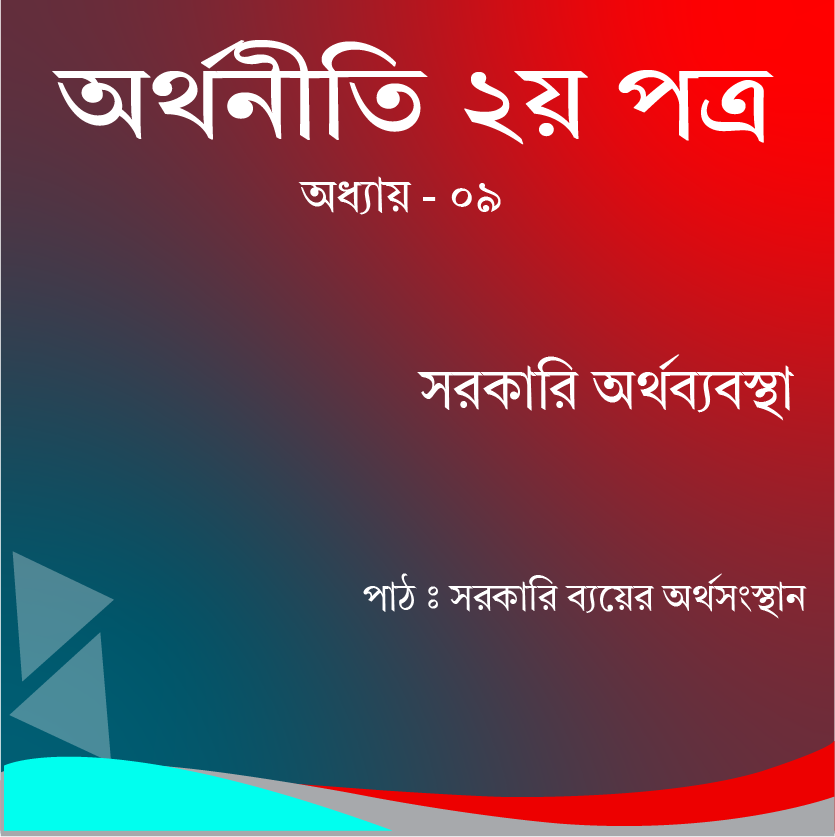 অর্থনীতি ২য় পত্র
অধ্যায় - ০৯
সরকারি অর্থব্যবস্থা
পাঠ ঃ সরকারি ব্যয়ের অর্থসংস্থান